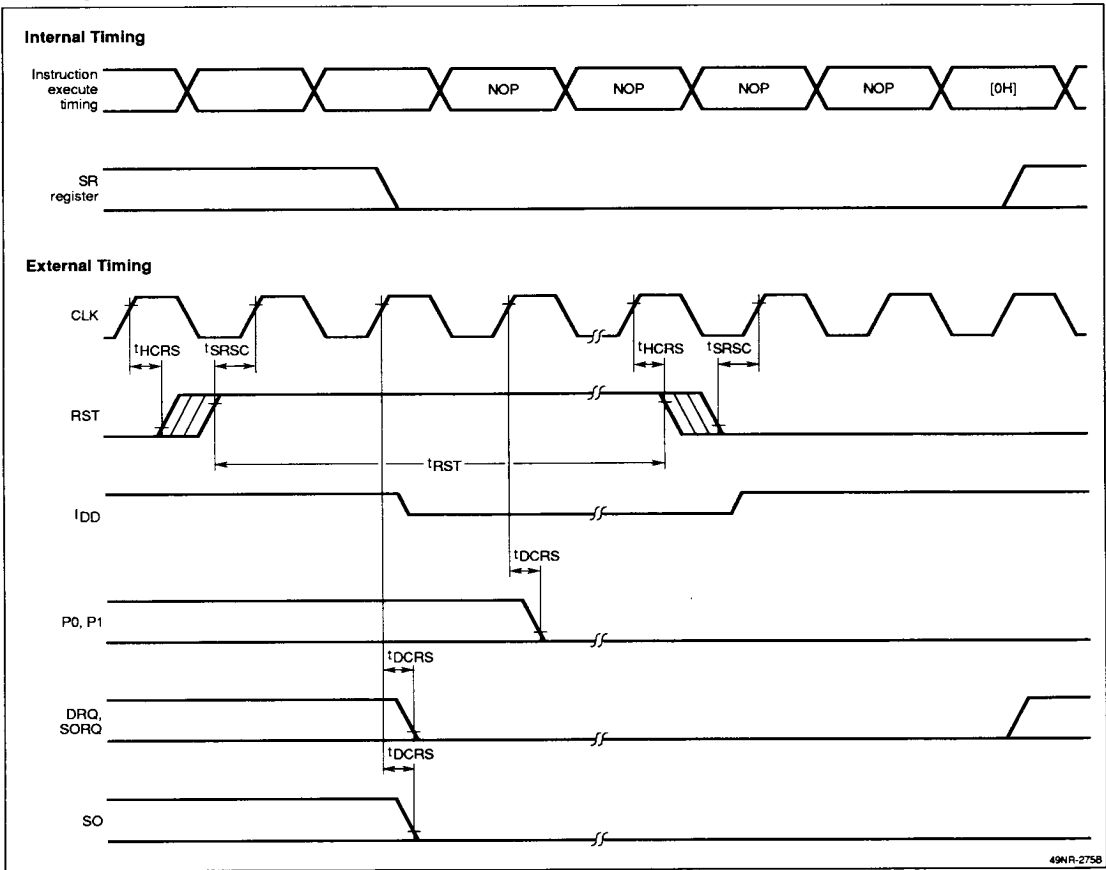 Internal Timing
Instruction
execute
timing
NOP
NOP
NOP
NOP
[0H]
SR
register
External Timing
CLK
tHCRS
tSRSC
tHCRS
tSRSC
RST
tRST
IDD
tDCRS
P0, P1
tDCRS
DRQ,
SORQ
tDCRS
SO
49NR-275B